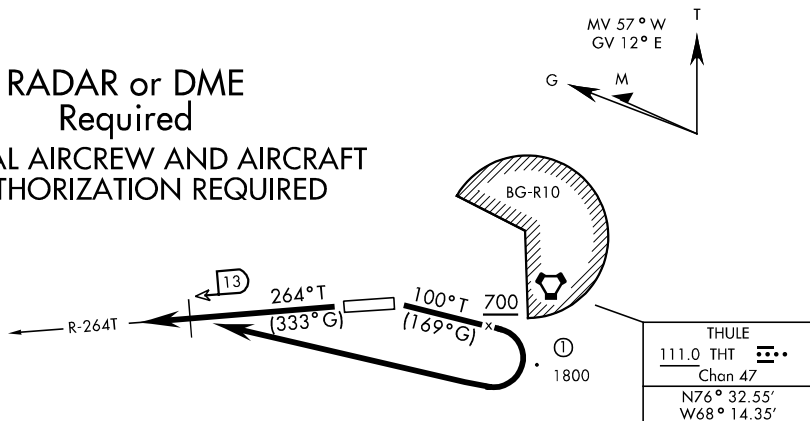 MV 57° W
GV 12° E
T
G
M
RADAR or DME
Required
AL AIRCREW AND AIRCRAFT
THORIZATION REQUIRED
BG-R10
13
264°T
(333°G)
R-264T
100°T
(169°G)
700
x
1
1800
THULE
111.0 THT
Chan 47
N76° 32.55'
W68° 14.35'